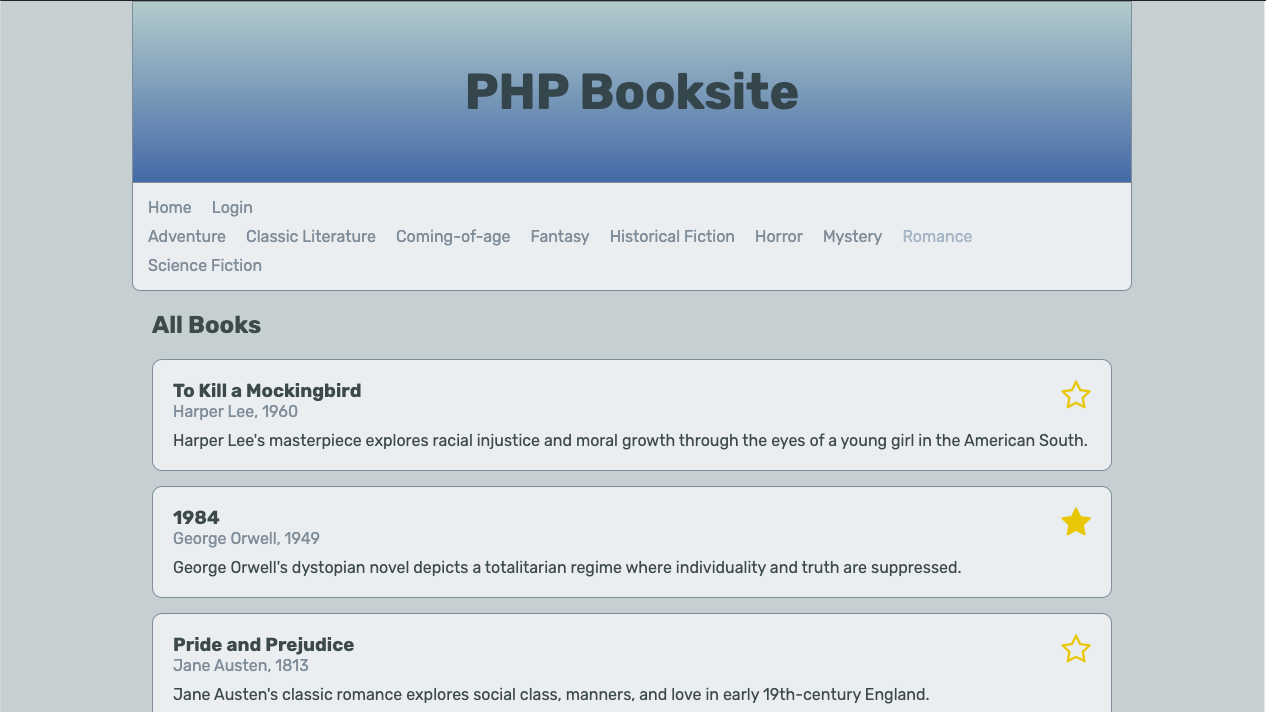 PHP Booksite
Home Login
Adventure Classic Literature Coming-of-age Fantasy Historical Fiction Horror Mystery Romance
Science Fiction
All Books
To Kill a Mockingbird
Harper Lee, 1960
Harper Lee's masterpiece explores racial injustice and moral growth through the eyes of a young girl in the American South.
1984
George Orwell, 1949
George Orwell's dystopian novel depicts a totalitarian regime where individuality and truth are suppressed.
Pride and Prejudice
Jane Austen, 1813
Jane Austen's classic romance explores social class, manners, and love in early 19th-century England.